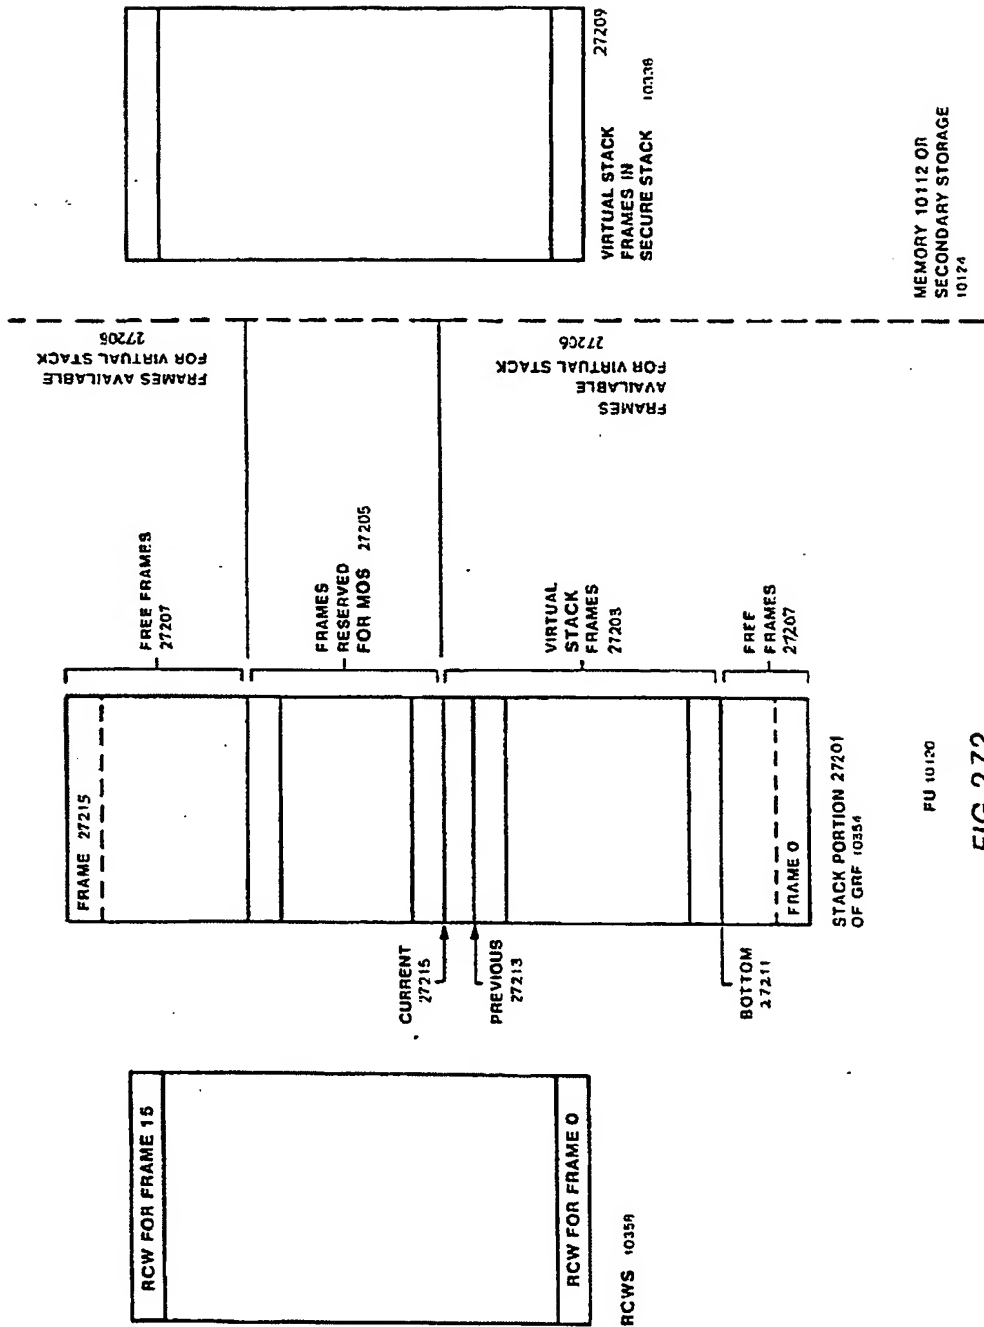 RCW FOR FRAME 15
RCW FOR FRAME 0
RCWS 10358
CURRENT
27215
PREVIOUS
27213
BOTTOM
27211
FRAME 27215
FRAME 0
STACK PORTION 27201
OF GRF 10354
FREE FRAMES
27207
FRAMES
RESERVED
FOR MOS 27205
VIRTUAL
STACK
FRAMES
27203
FREE
FRAMES
27207
FRAMES AVAILABLE
FOR VIRTUAL STACK
27206
FRAMES
AVAILABLE
FOR VIRTUAL STACK
27206
VIRTUAL STACK
FRAMES IN
SECURE STACK 10336
27209
FU 10120
MEMORY 10112 OR
SECONDARY STORAGE
10124
FIG 272